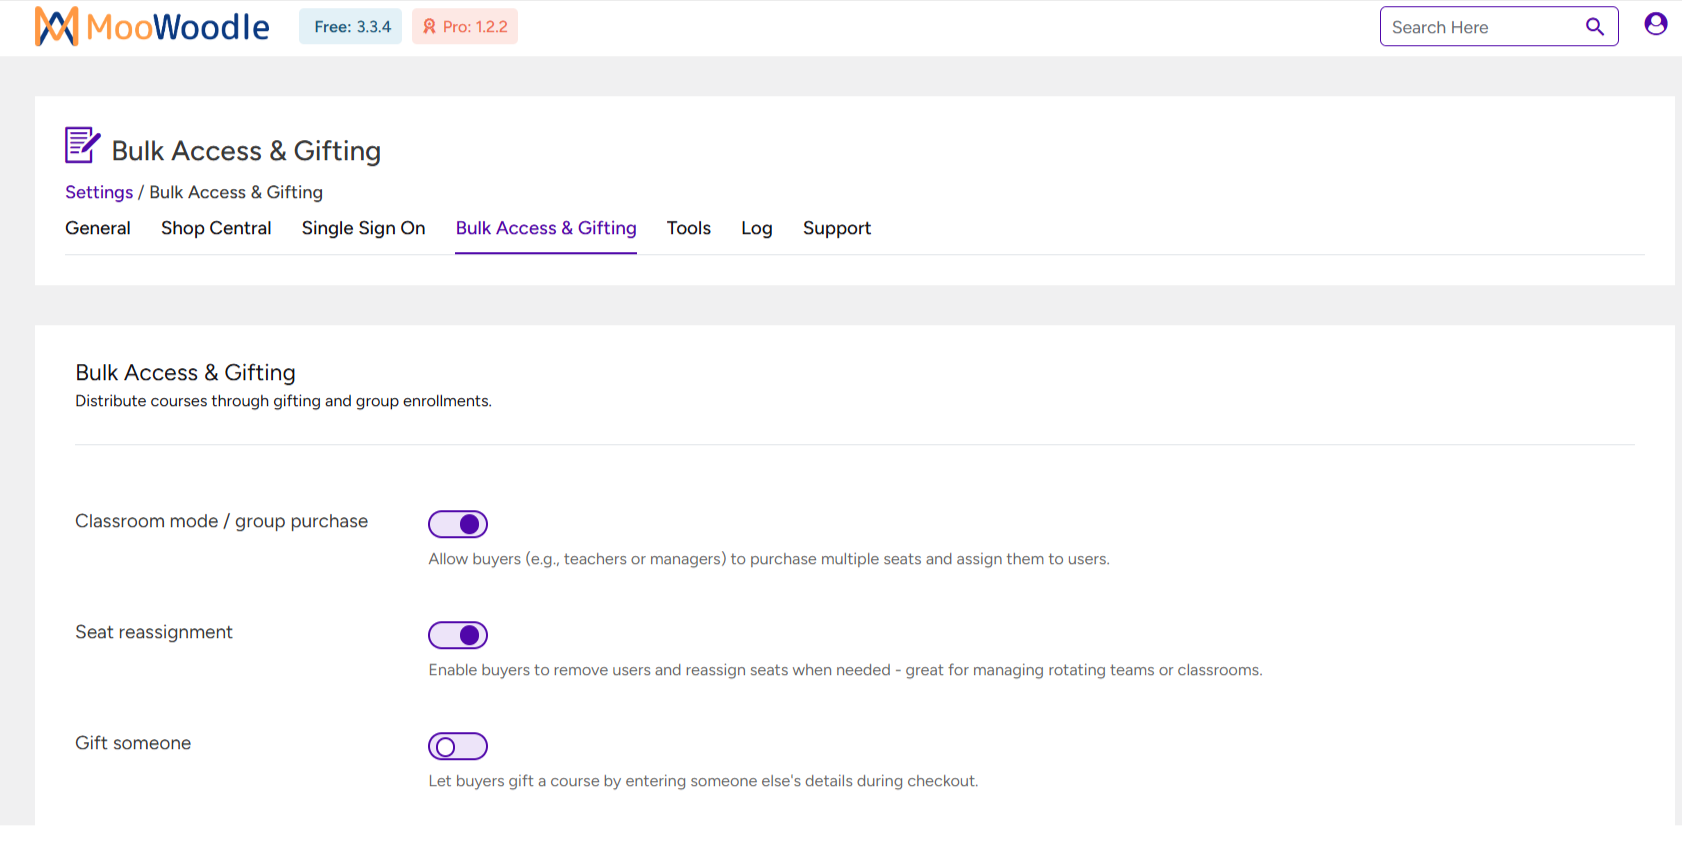 MooWoodle Free: 3.3.4 Pro: 1.2.2 Search Here
Bulk Access & Gifting
Settings / Bulk Access & Gifting
General Shop Central Single Sign On Bulk Access & Gifting Tools Log Support
Bulk Access & Gifting
Distribute courses through gifting and group enrollments.
Classroom mode / group purchase
Allow buyers (e.g., teachers or managers) to purchase multiple seats and assign them to users.
Seat reassignment
Enable buyers to remove users and reassign seats when needed - great for managing rotating teams or classrooms.
Gift someone
Let buyers gift a course by entering someone else's details during checkout.